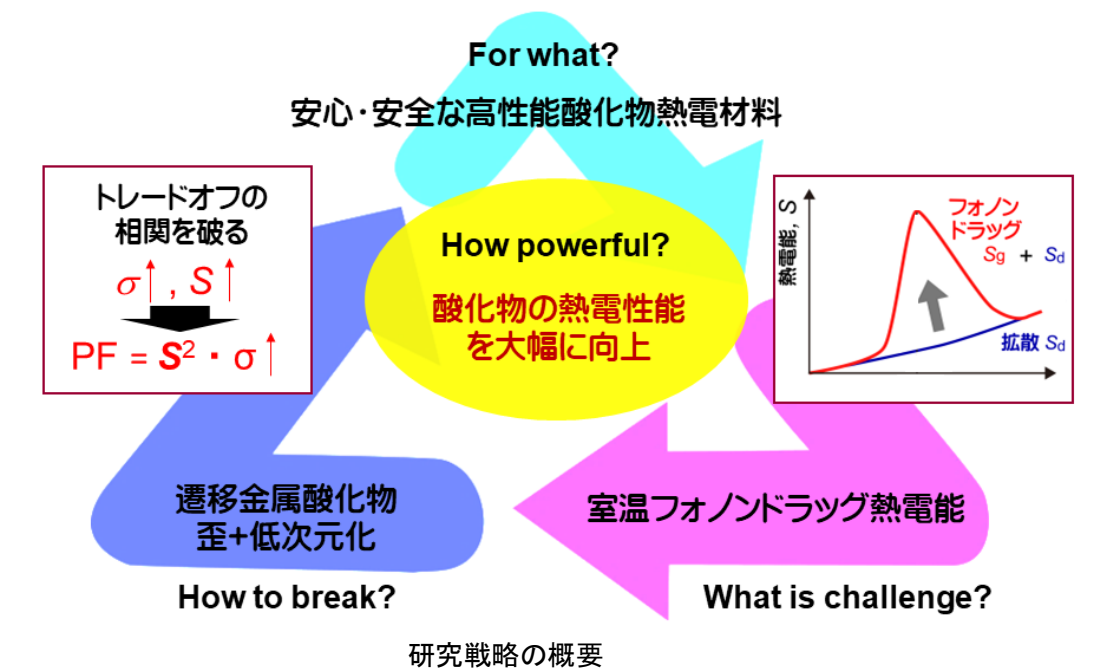 For what?
安心・安全な高性能酸化物熱電材料
トレードオフの
相関を破る
σ↑ , S↑
PF = S² ・ σ↑
How powerful?
酸化物の熱電性能
を大幅に向上
熱電能, S
フォノン
ドラッグ
Sg + Sd
拡散 Sd
遷移金属酸化物
歪+低次元化
How to break?
室温フォノンドラッグ熱電能
What is challenge?
研究戦略の概要